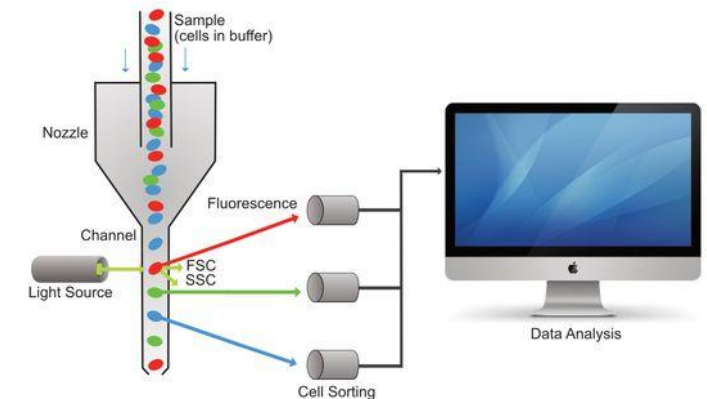 Sample
(cells in buffer)
Nozzle
Fluorescence
Channel
FSC
SSC
Light Source
Data Analysis
Cell Sorting